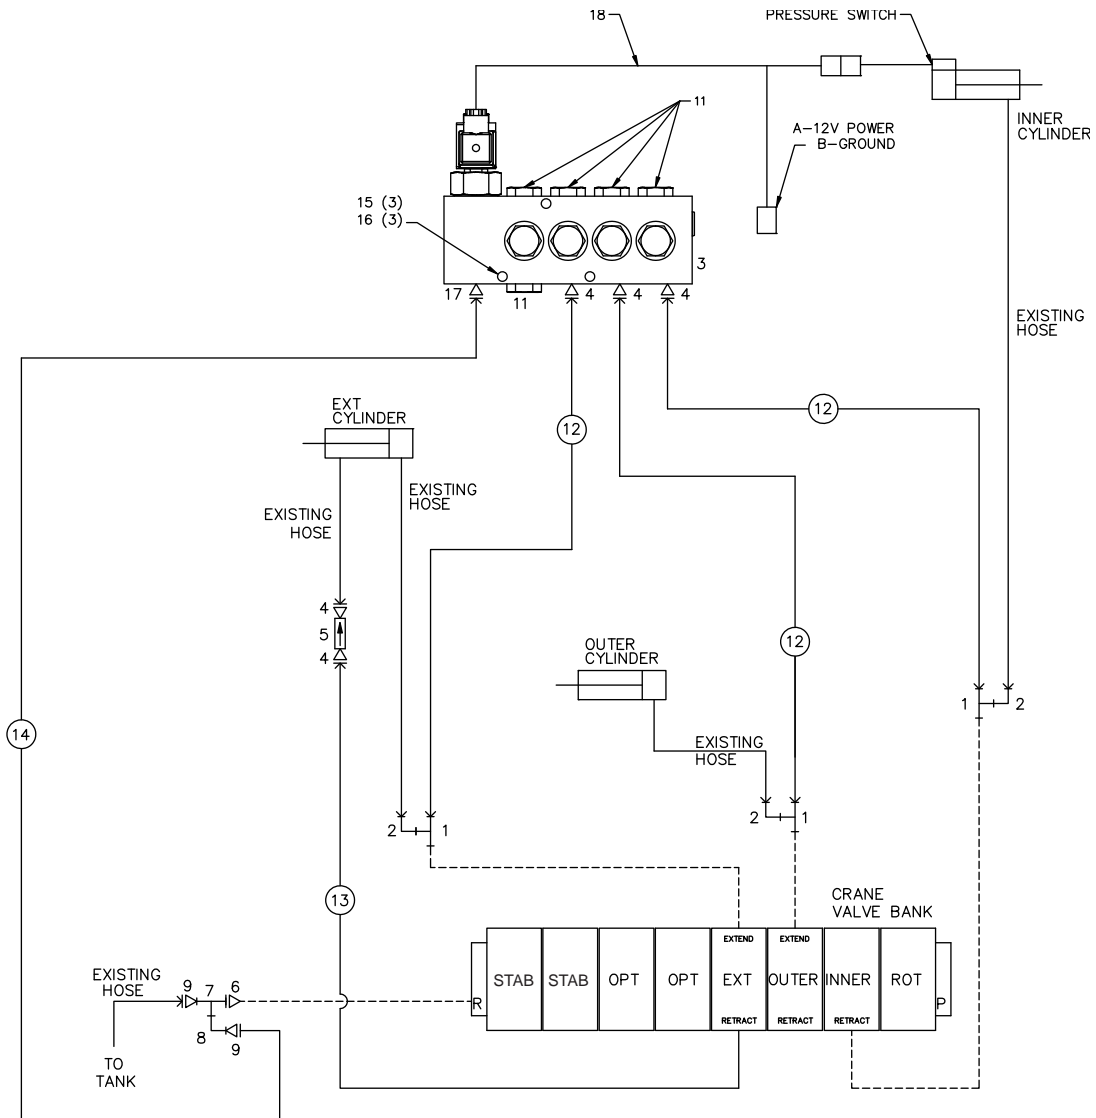 18
PRESSURE SWITCH
11
A-12V POWER
B-GROUND
INNER
CYLINDER
15 (3)
16 (3)
3
17
11
4
4
4
EXISTING
HOSE
EXT
CYLINDER
12
12
EXISTING
HOSE
EXISTING
HOSE
4
5
4
12
OUTER
CYLINDER
1
2
14
EXISTING
HOSE
2
1
2
1
13
CRANE
VALVE BANK
EXTEND
EXTEND
EXISTING
HOSE
9
7
6
R
STAB
STAB
OPT
OPT
EXT
OUTER
INNER
ROT
P
RETRACT
RETRACT
RETRACT
8
9
TO
TANK